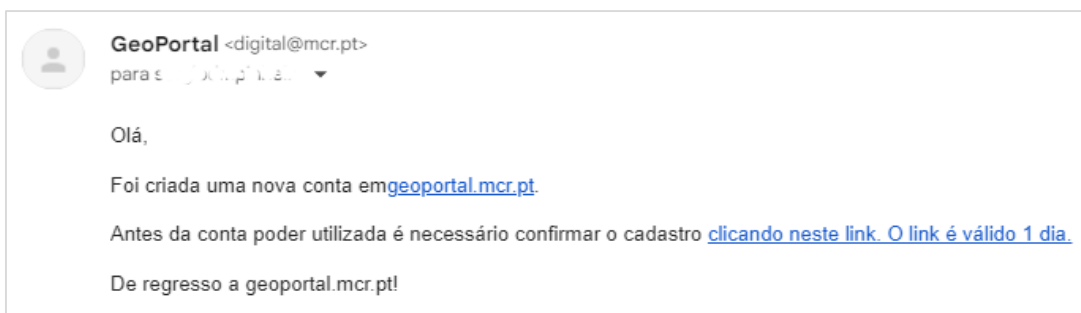 GeoPortal <digital@mcr.pt>
para
Olá,
Foi criada uma nova conta emgeoportal.mcr.pt.
Antes da conta poder utilizada é necessário confirmar o cadastro clicando neste link. O link é válido 1 dia.
De regresso a geoportal.mcr.pt!